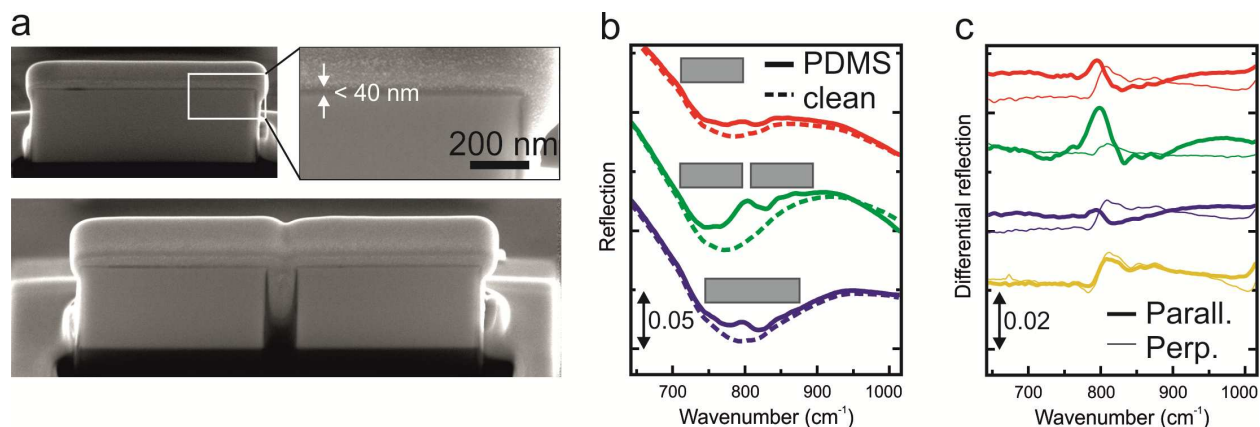 a
< 40 nm
200 nm
b
PDMS
clean
0.05
Reflection
700
800
900
1000
Wavenumber (cm⁻¹)
c
0.02
Parall.
Perp.
Differential reflection
700
800
900
1000
Wavenumber (cm⁻¹)